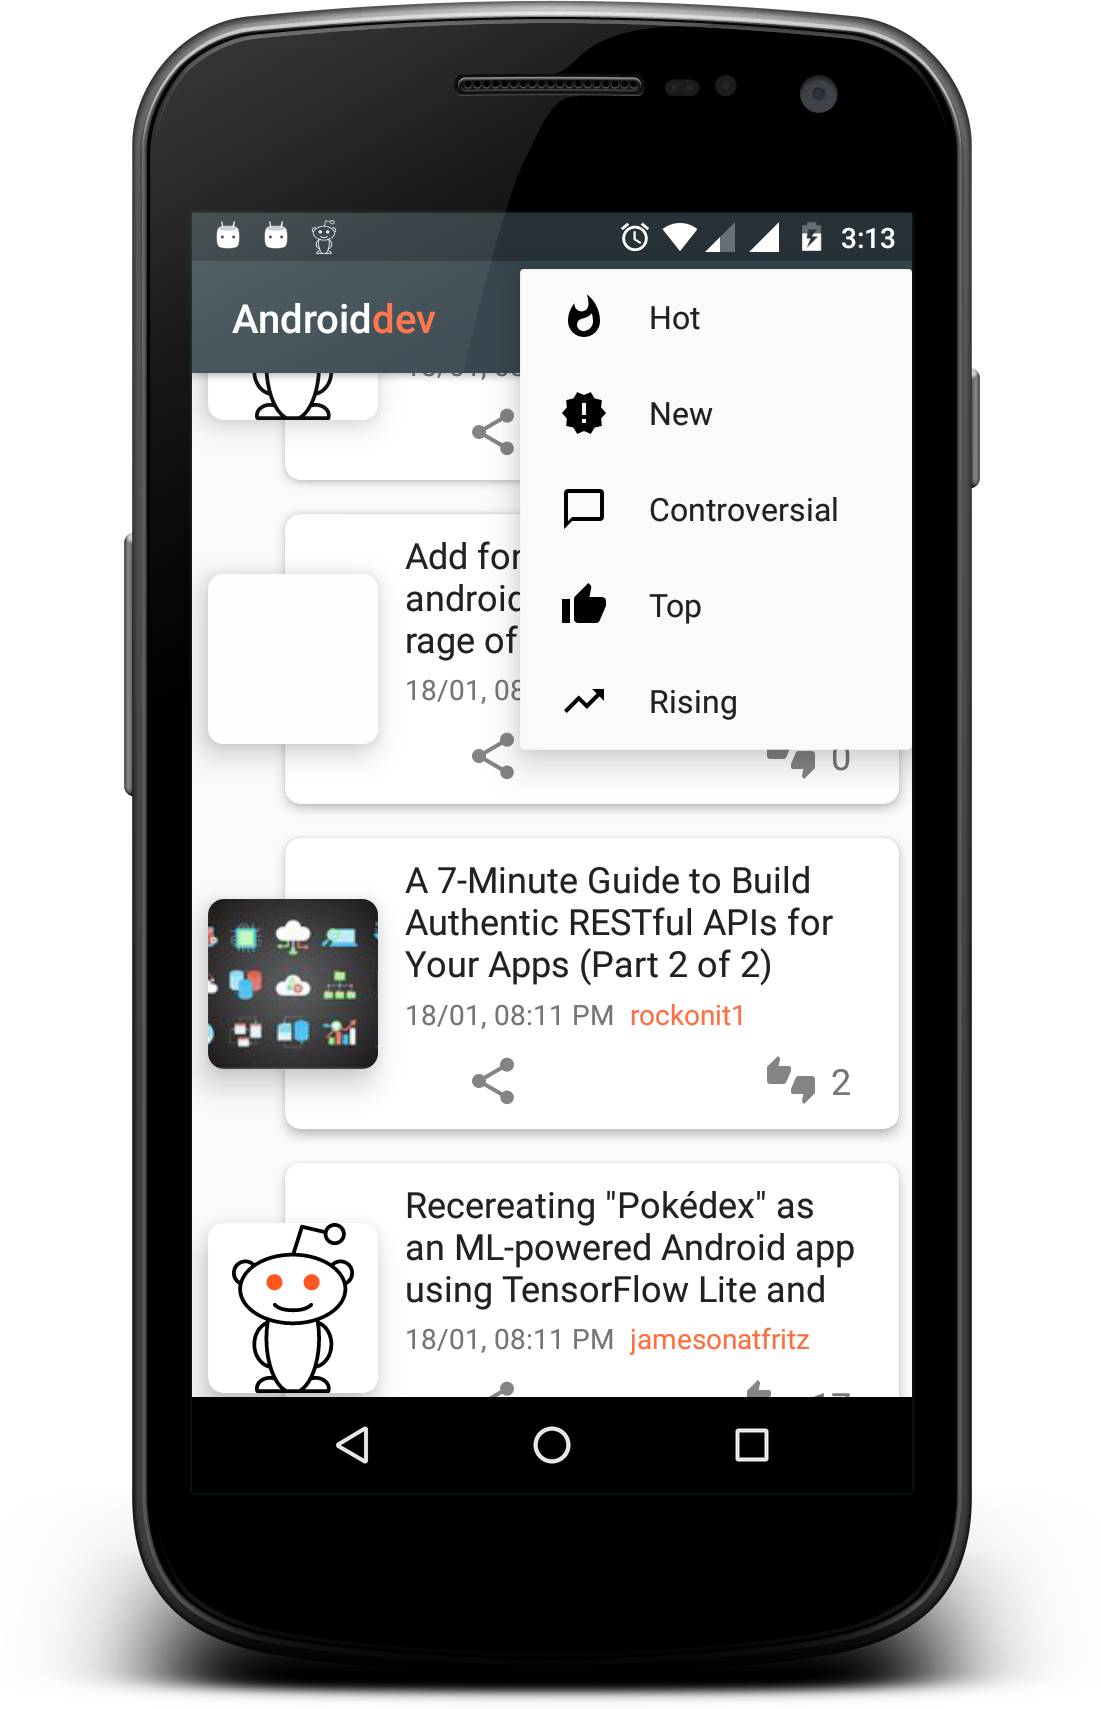 3:13
Androiddev
Hot
New
Controversial
Top
Rising
Add for
android
rage of
18/01, 08
0
A 7-Minute Guide to Build
Authentic RESTful APIs for
Your Apps (Part 2 of 2)
18/01, 08:11 PM rockonit1
2
Recereating "Pokédex" as
an ML-powered Android app
using TensorFlow Lite and
18/01, 08:11 PM jamesonatfritz